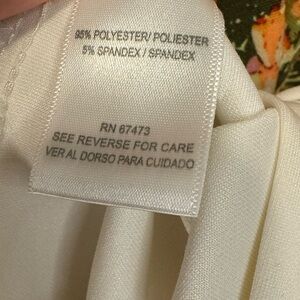 95% POLYESTER/ POLIESTER
5% SPANDEX / SPANDEX
RN 67473
SEE REVERSE FOR CARE
VER AL DORSO PARA CUIDADO